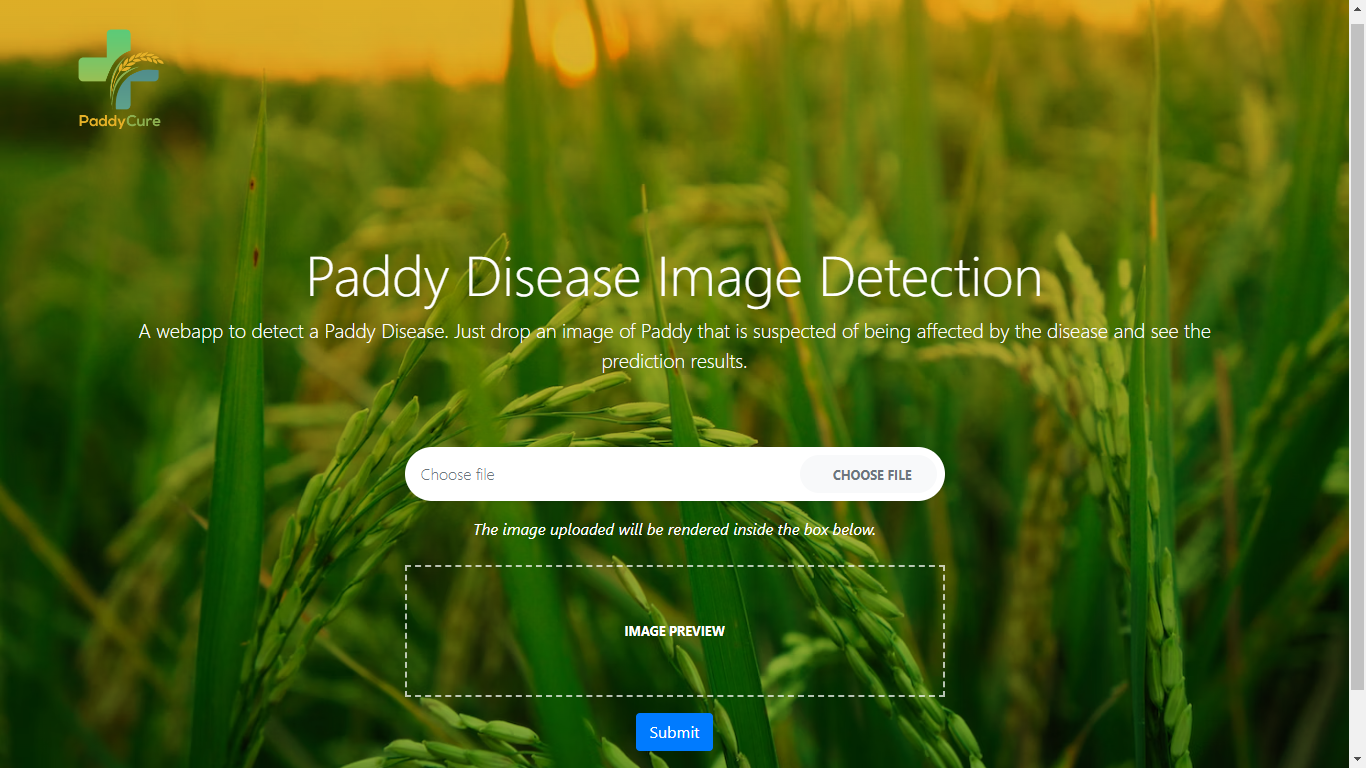 PaddyCure
Paddy Disease Image Detection
A webapp to detect a Paddy Disease. Just drop an image of Paddy that is suspected of being affected by the disease and see the
prediction results.
Choose file CHOOSE FILE
The image uploaded will be rendered inside the box below.
IMAGE PREVIEW
Submit